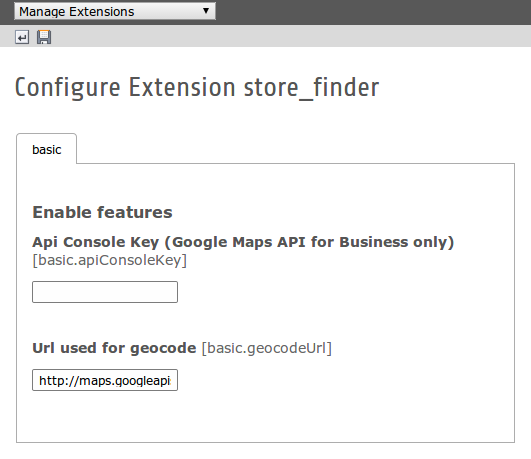 Manage Extensions
Configure Extension store_finder
basic
Enable features
Api Console Key (Google Maps API for Business only)
[basic.apiConsoleKey]
Url used for geocode [basic.geocodeUrl]
http://maps.googleapi